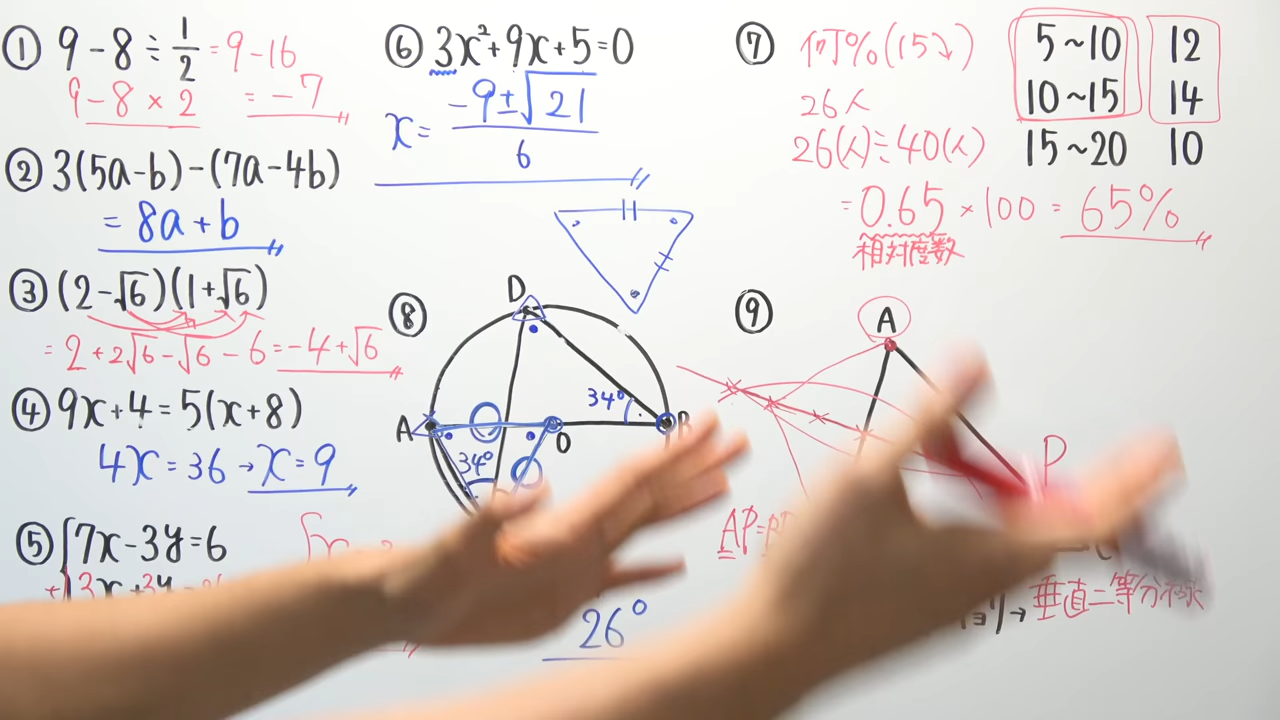 ① 9-8÷1/2=9-16
9-8×2 =-7
② 3(5a-b)-(7a-4b)
=8a+b
③ (2-√6)(1+√6)
=2+2√6-√6-6=-4+√6
④ 9x+4=5(x+8)
4x=36→x=9
⑤ 7x-3y=6
⑥ 3x²+9x+5=0
x=(-9±√21)/6
⑦ 何%(15↘)
26人
26(人)÷40(人)
=0.65×100=65%
相対度数
5~10 12
10~15 14
15~20 10
⑧
D
A
O
B
34°
34°
26°
⑨
A
P
AP=
垂直二等分線